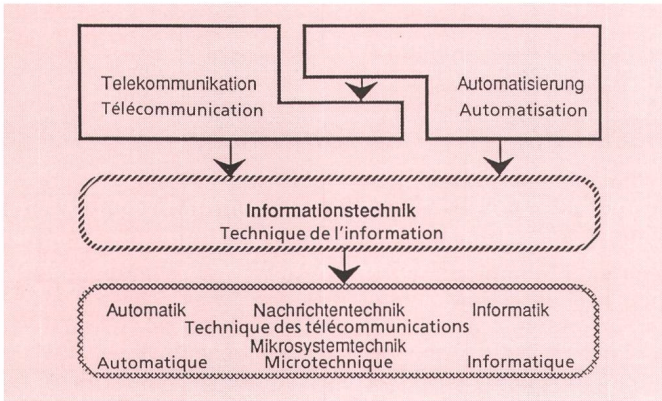 Telekommunikation
Télécommunication
Automatisierung
Automatisation
Informationstechnik
Technique de l'information
Automatik Nachrichtentechnik Informatik
Technique des télécommunications
Mikrosystemtechnik
Automatique Microtechnique Informatique